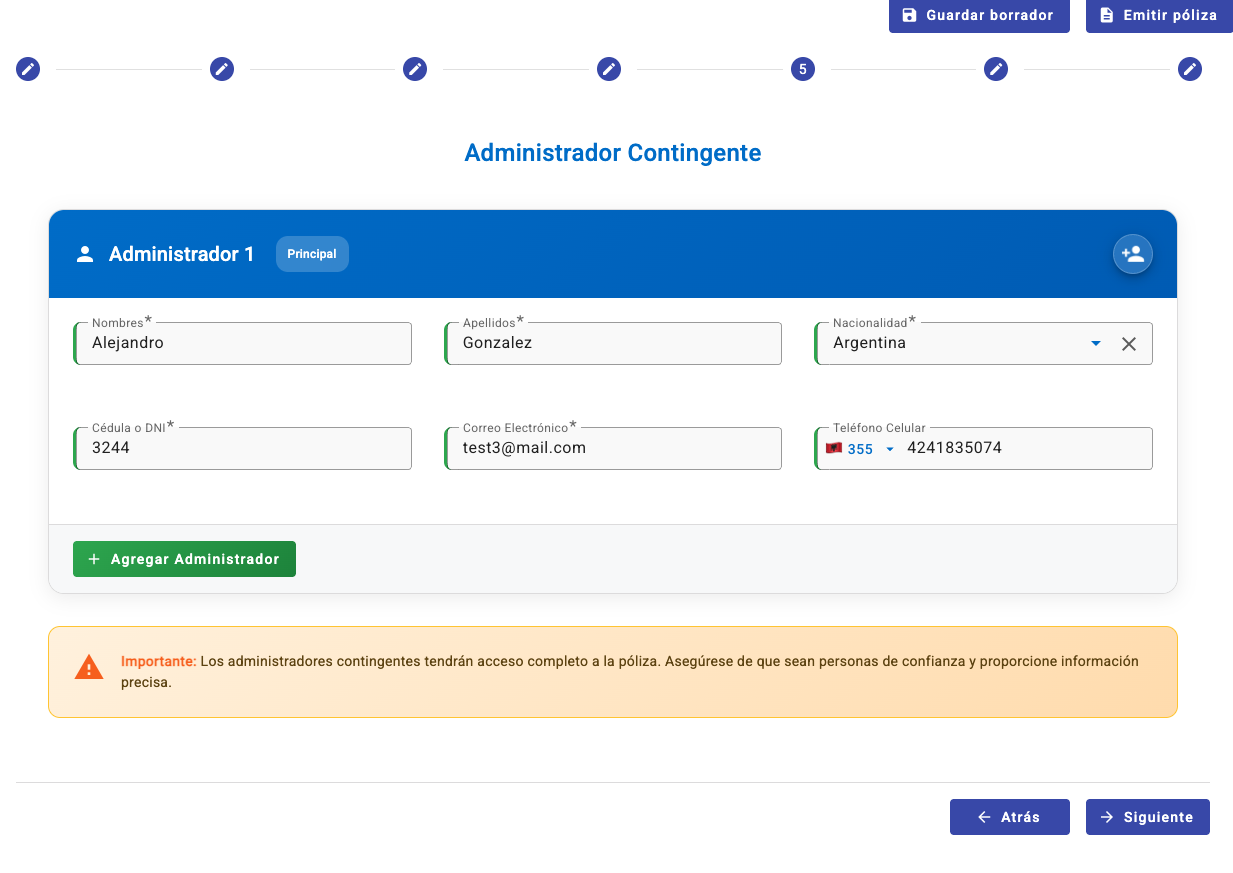 Guardar borrador
Emitir póliza
5
Administrador Contingente
Administrador 1
Principal
Nombres*
Alejandro
Apellidos*
Gonzalez
Nacionalidad*
Argentina
Cédula o DNI*
3244
Correo Electrónico*
test3@mail.com
Teléfono Celular
355
4241835074
+ Agregar Administrador
Importante: Los administradores contingentes tendrán acceso completo a la póliza. Asegúrese de que sean personas de confianza y proporcione información
precisa.
Atrás
Siguiente